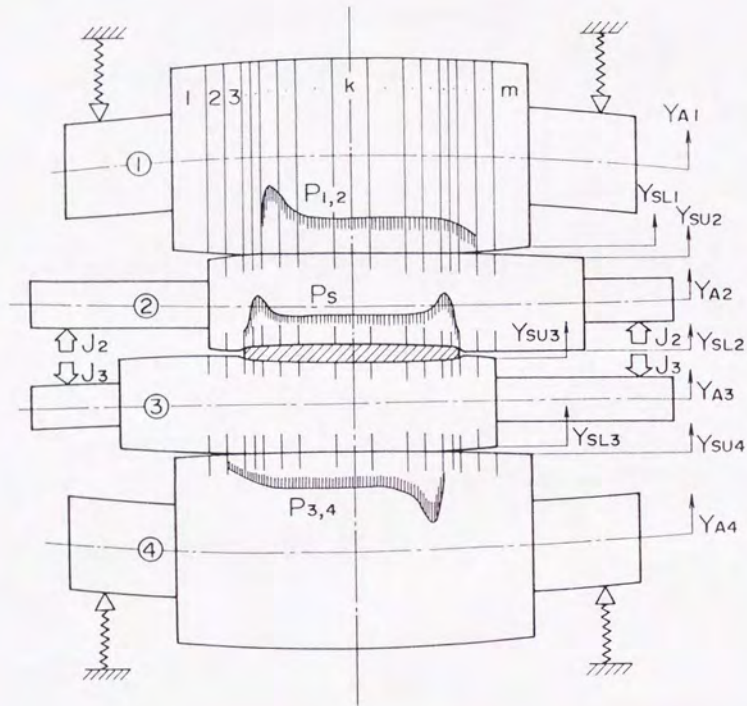 1 2 3 k m
Y_A1
①
P_1,2
Y_SL1
Y_SU2
②
P_S
Y_A2
Y_SU3
Y_SL2
J_2
J_2
J_3
J_3
③
Y_A3
Y_SL3
Y_SU4
P_3,4
Y_A4
④